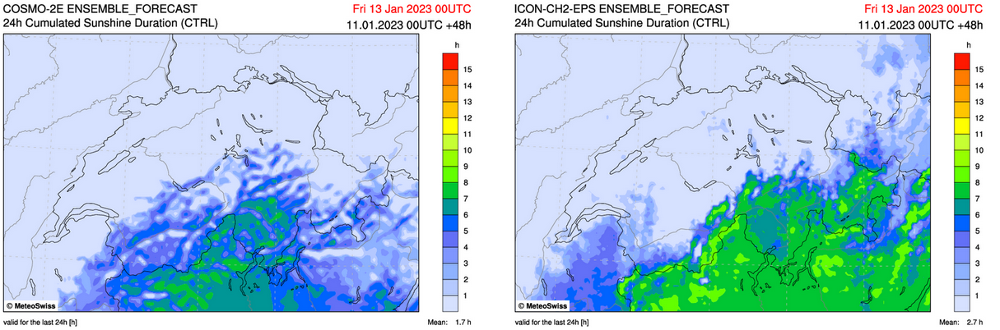 COSMO-2E ENSEMBLE_FORECAST
Fri 13 Jan 2023 00UTC
24h Cumulated Sunshine Duration (CTRL)
11.01.2023 00UTC +48h
h
15
14
13
12
11
10
9
8
7
6
5
4
3
2
1
© MeteoSwiss
valid for the last 24h [h]
Mean: 1.7 h
ICON-CH2-EPS ENSEMBLE_FORECAST
Fri 13 Jan 2023 00UTC
24h Cumulated Sunshine Duration (CTRL)
11.01.2023 00UTC +48h
h
15
14
13
12
11
10
9
8
7
6
5
4
3
2
1
© MeteoSwiss
valid for the last 24h [h]
Mean: 2.7 h